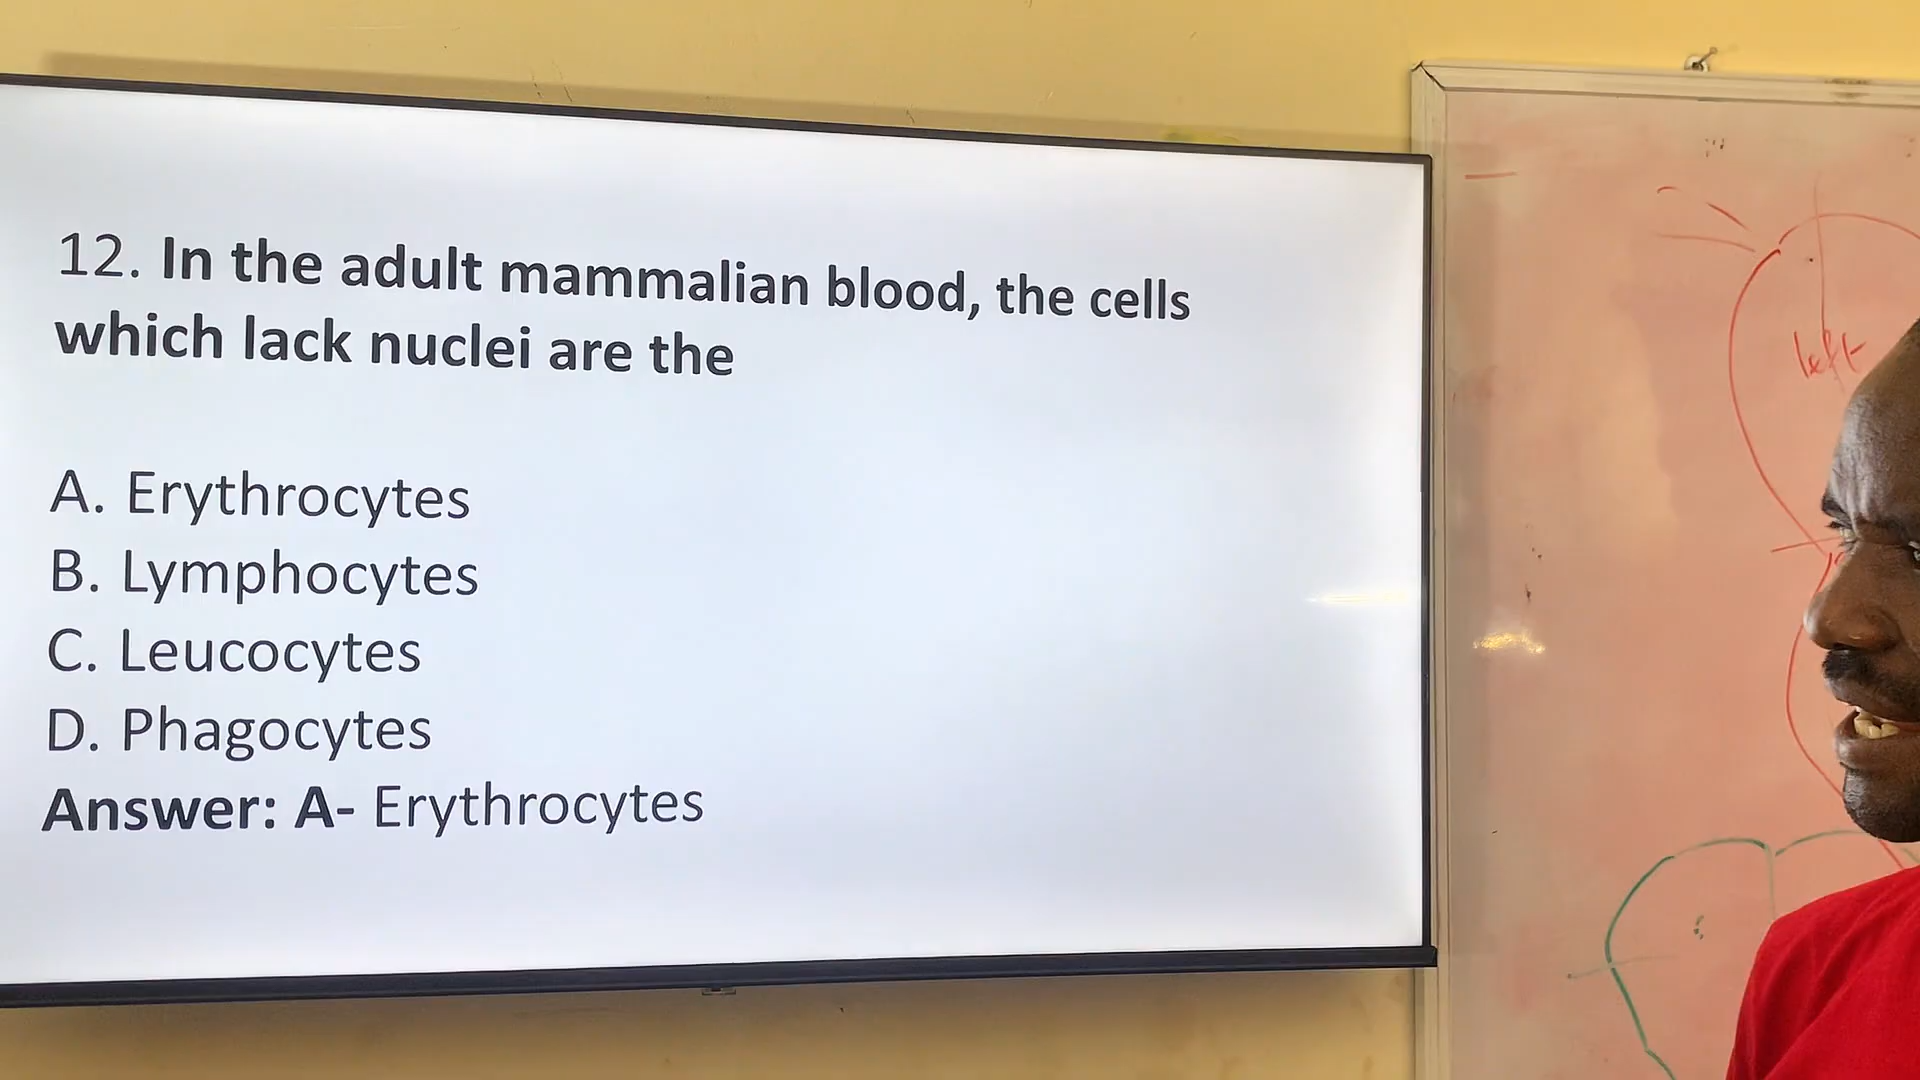 12. In the adult mammalian blood, the cells
which lack nuclei are the
A. Erythrocytes
B. Lymphocytes
C. Leucocytes
D. Phagocytes
Answer: A- Erythrocytes
left